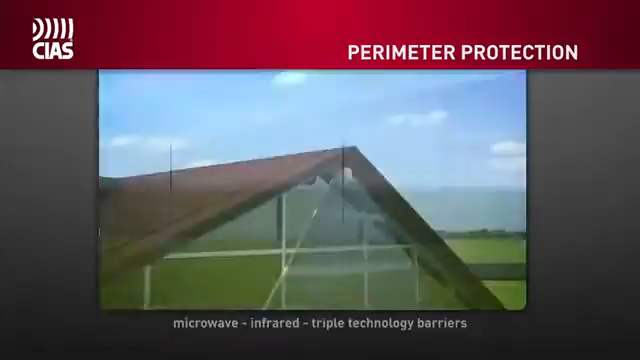 CIAS
PERIMETER PROTECTION
microwave - infrared - triple technology barriers